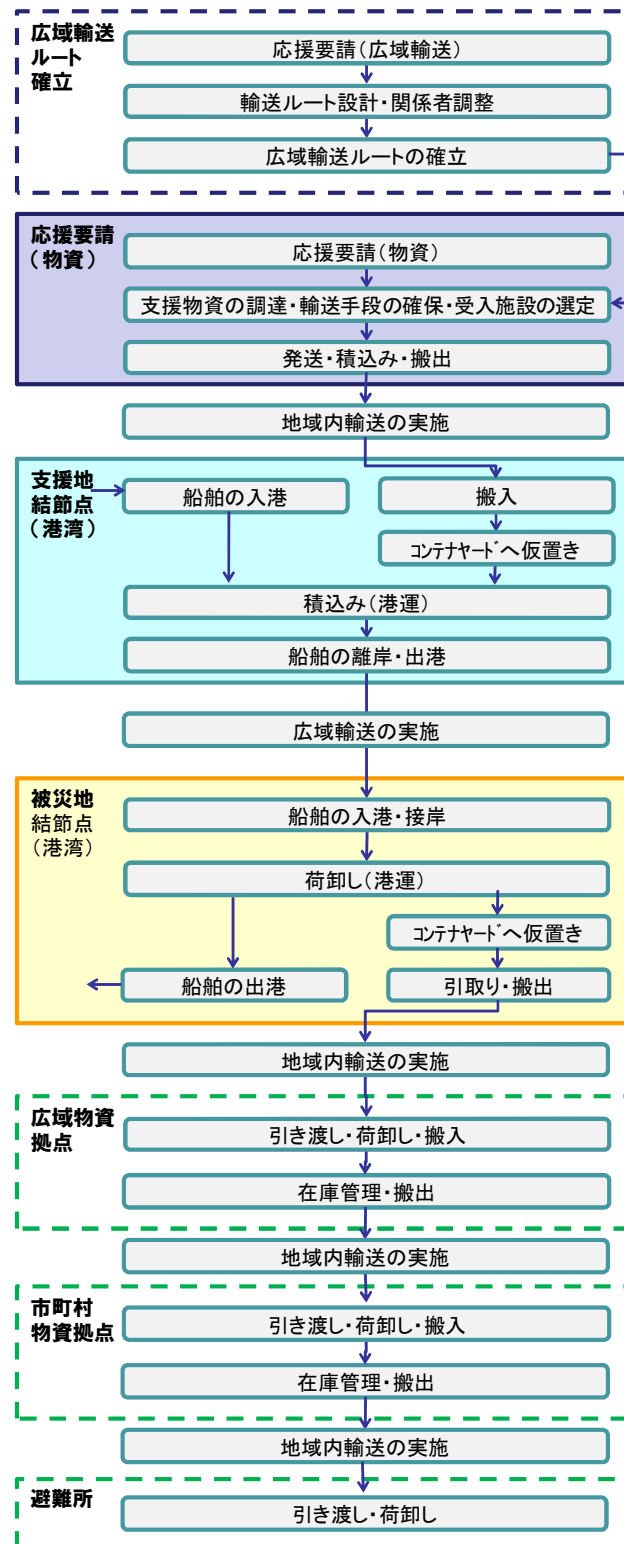 広域輸送
ルート
確立
応援要請(広域輸送)
輸送ルート設計・関係者調整
広域輸送ルートの確立
応援要請
(物資)
応援要請(物資)
支援物資の調達・輸送手段の確保・受入施設の選定
発送・積込み・搬出
地域内輸送の実施
支援地
結節点
(港湾)
船舶の入港
搬入
コンテナヤードへ仮置き
積込み(港運)
船舶の離岸・出港
広域輸送の実施
被災地
結節点
(港湾)
船舶の入港・接岸
荷卸し(港運)
コンテナヤードへ仮置き
船舶の出港
引取り・搬出
地域内輸送の実施
広域物資
拠点
引き渡し・荷卸し・搬入
在庫管理・搬出
地域内輸送の実施
市町村
物資拠点
引き渡し・荷卸し・搬入
在庫管理・搬出
地域内輸送の実施
避難所
引き渡し・荷卸し